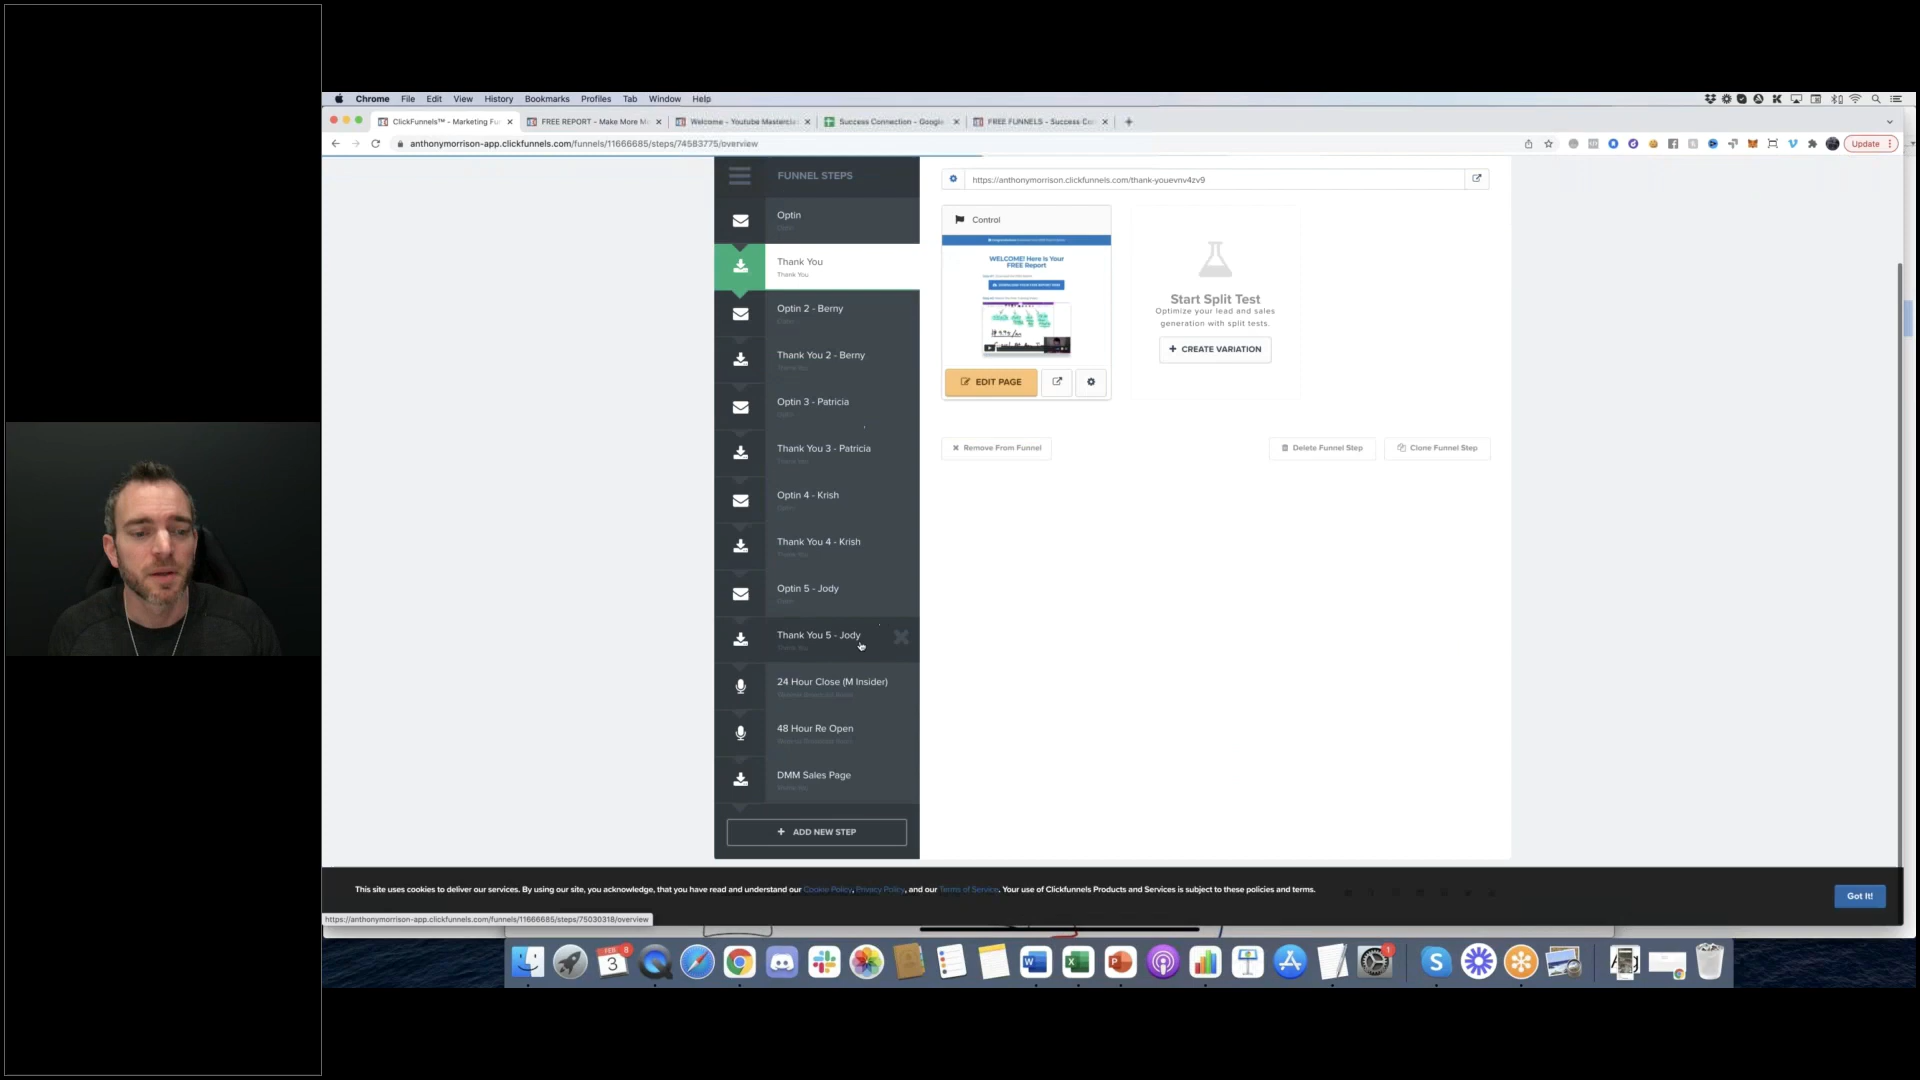 Chrome File Edit View History Bookmarks Profiles Tab Window Help
ClickFunnels™ - Marketing Fu
FREE REPORT - Make More M
Welcome - Youtube Mastercla
Success Connection - Google
FREE FUNNELS - Success Co
anthonymorrison-app.clickfunnels.com/funnels/11666685/steps/74583775/overview
Update
FUNNEL STEPS
Optin
Thank You
Thank You
Optin 2 - Berny
Thank You 2 - Berny
Optin 3 - Patricia
Thank You 3 - Patricia
Optin 4 - Krish
Thank You 4 - Krish
Optin 5 - Jody
Thank You 5 - Jody
24 Hour Close (M Insider)
48 Hour Re Open
DMM Sales Page
+ ADD NEW STEP
https://anthonymorrison.clickfunnels.com/thank-youevnv4zv9
Control
WELCOME! Here Is Your
FREE Report
EDIT PAGE
Start Split Test
Optimize your lead and sales
generation with split tests.
+ CREATE VARIATION
Remove From Funnel
Delete Funnel Step
Clone Funnel Step
This site uses cookies to deliver our services. By using our site, you acknowledge, that you have read and understand our Cookie Policy, Privacy Policy, and our Terms of Service. Your use of Clickfunnels Products and Services is subject to these policies and terms.
Got It!
https://anthonymorrison-app.clickfunnels.com/funnels/11666685/steps/75030318/overview
FEB 8
3
1